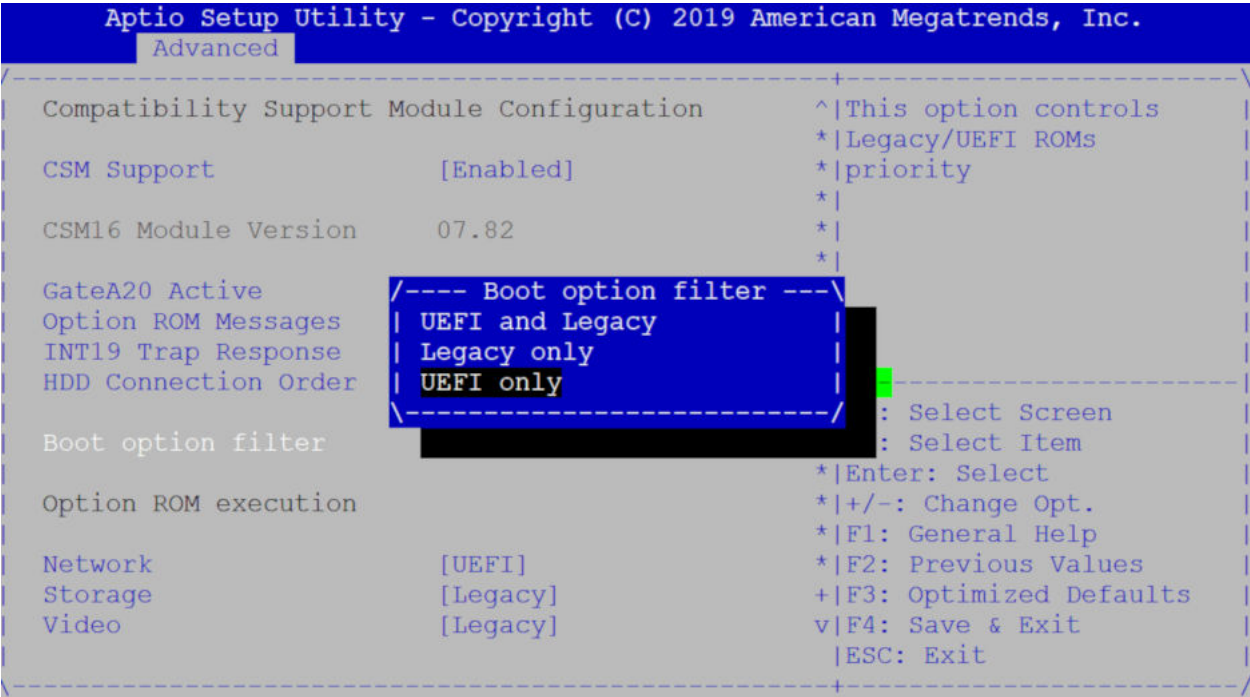 Aptio Setup Utility - Copyright (C) 2019 American Megatrends, Inc.
Advanced
/----------------------------------------------------+--------------------------\
| Compatibility Support Module Configuration ^|This option controls |
| *|Legacy/UEFI ROMs |
| CSM Support [Enabled] *|priority |
| *| |
| CSM16 Module Version 07.82 *| |
| *| |
| GateA20 Active /---- Boot option filter ---\ |
| Option ROM Messages | UEFI and Legacy | |
| INT19 Trap Response | Legacy only | |
| HDD Connection Order | UEFI only | -----------------------|
| \---------------------------/ : Select Screen |
| Boot option filter : Select Item |
| *|Enter: Select |
| Option ROM execution *|+/-: Change Opt. |
| *|F1: General Help |
| Network [UEFI] *|F2: Previous Values |
| Storage [Legacy] +|F3: Optimized Defaults |
| Video [Legacy] v|F4: Save & Exit |
| |ESC: Exit |
\----------------------------------------------------+--------------------------/